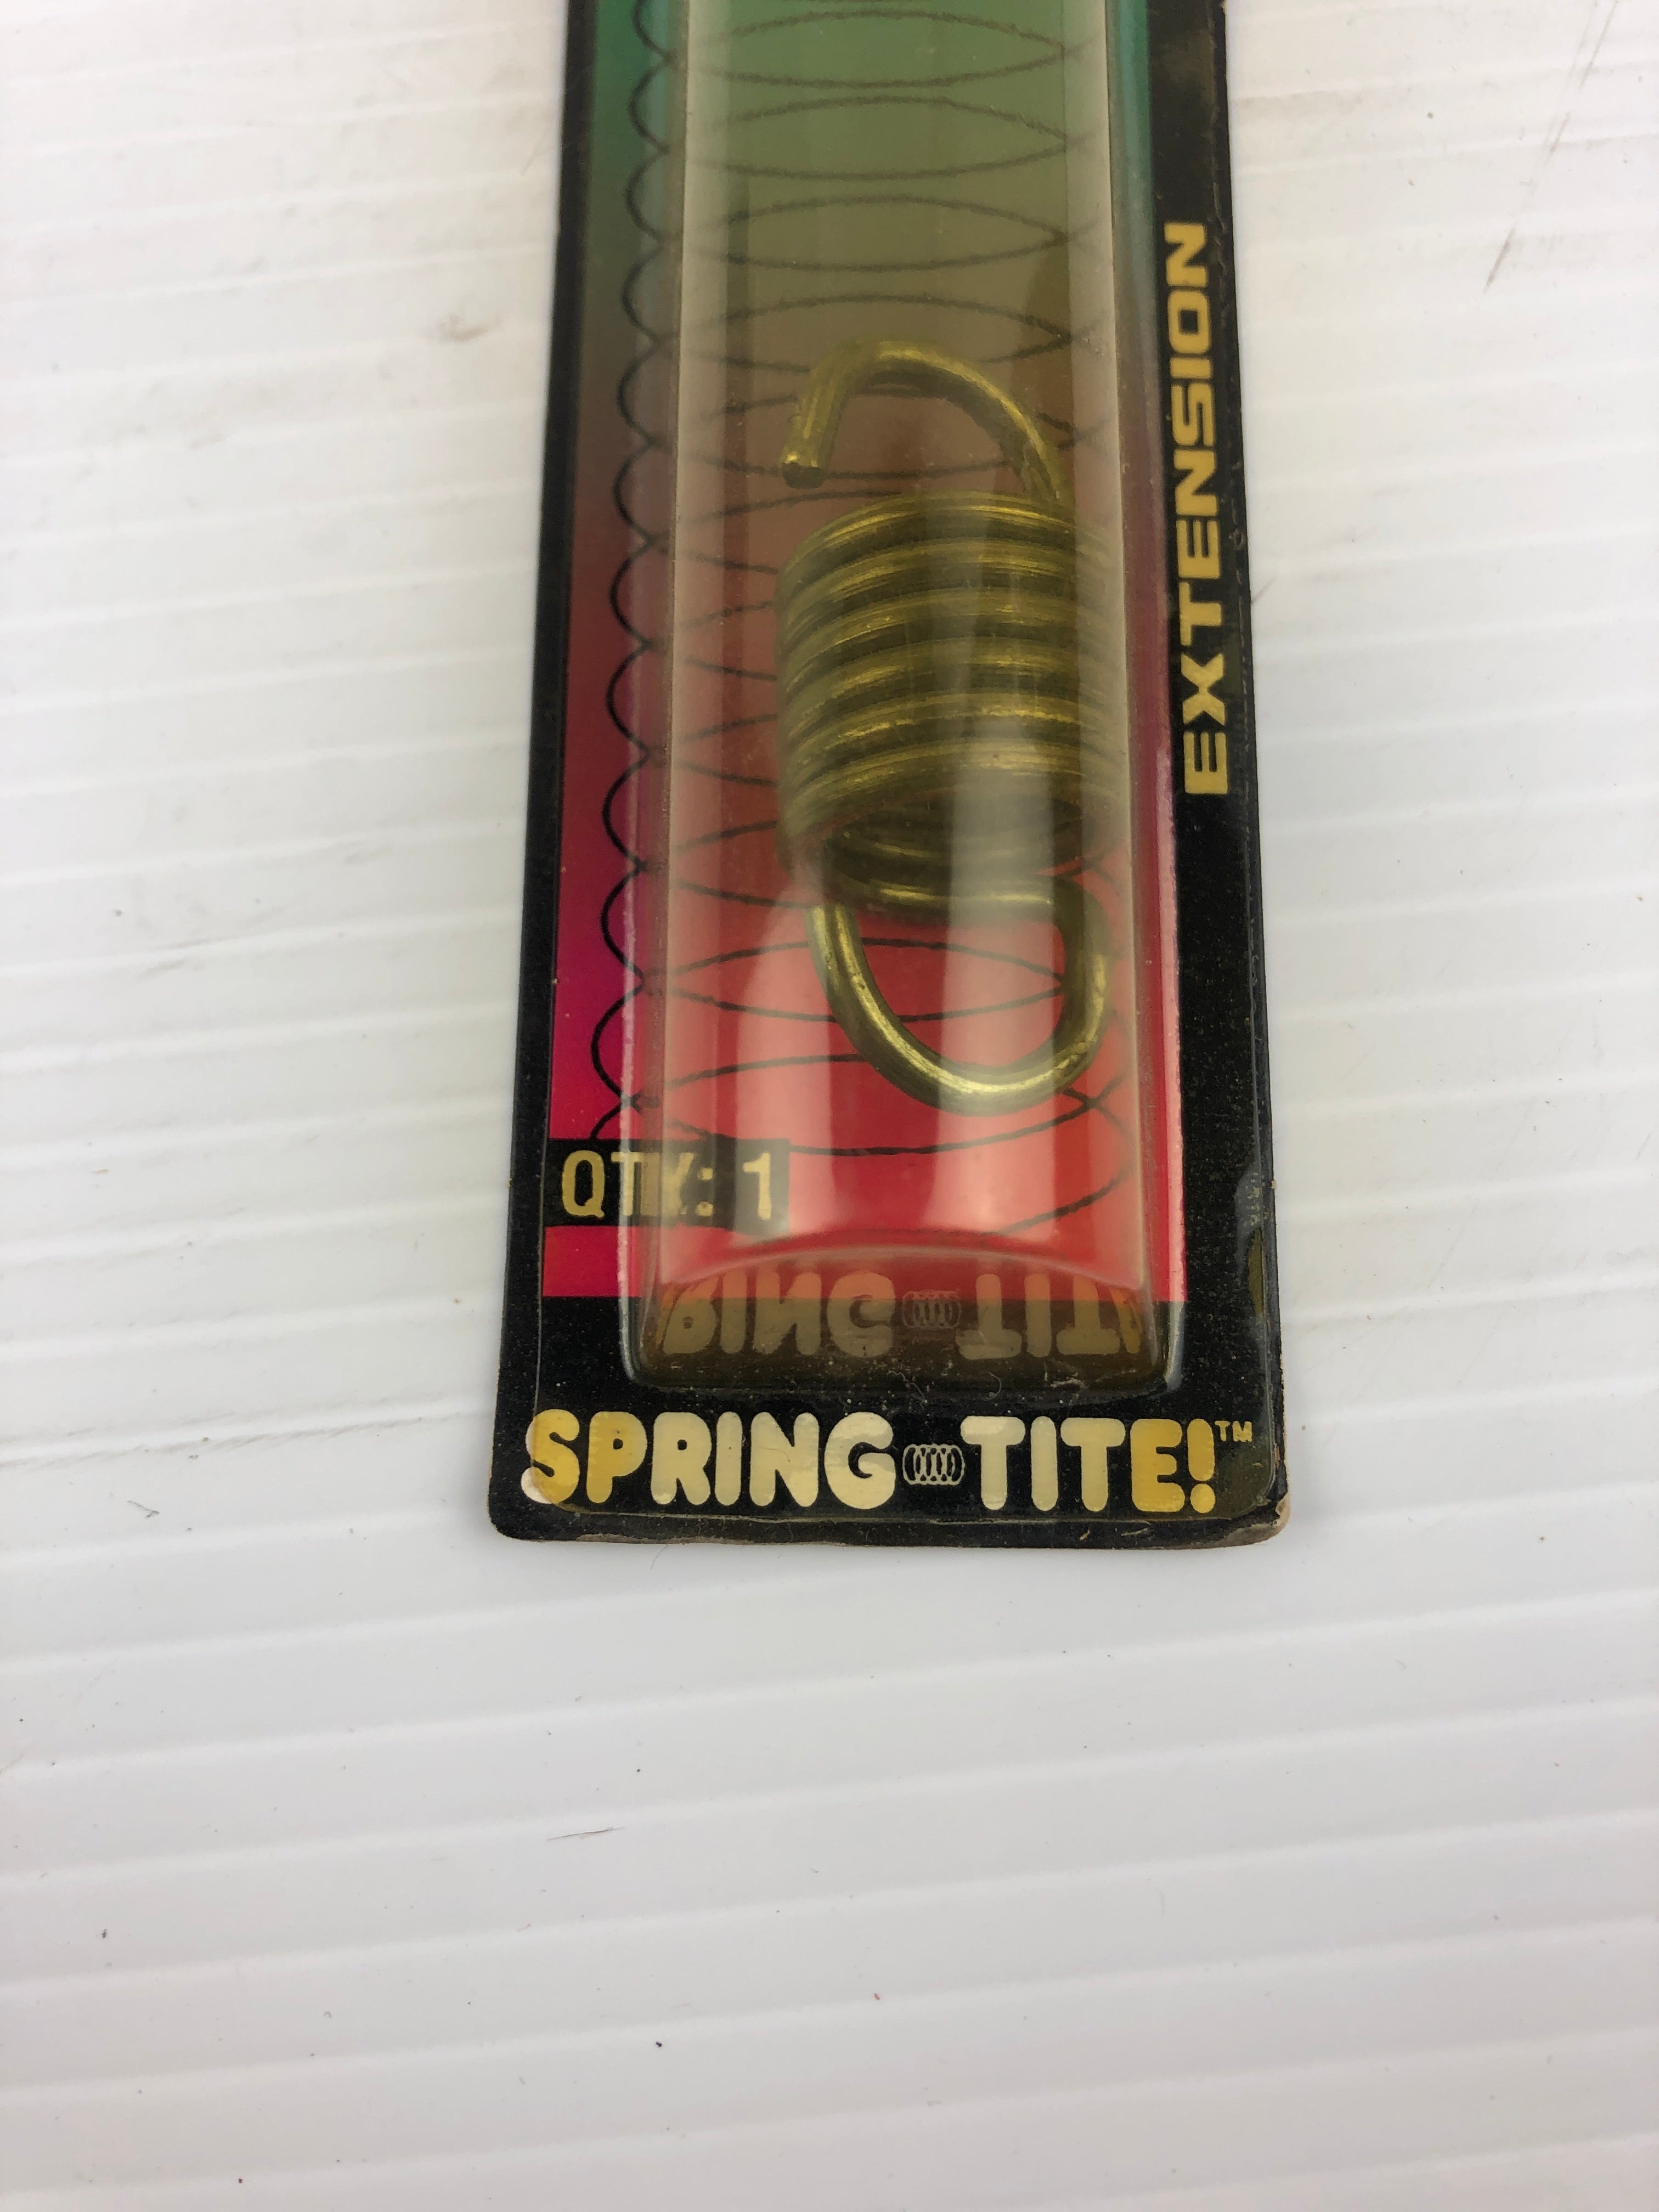 EXTENSION
QTY: 1
SPRING TITE!™